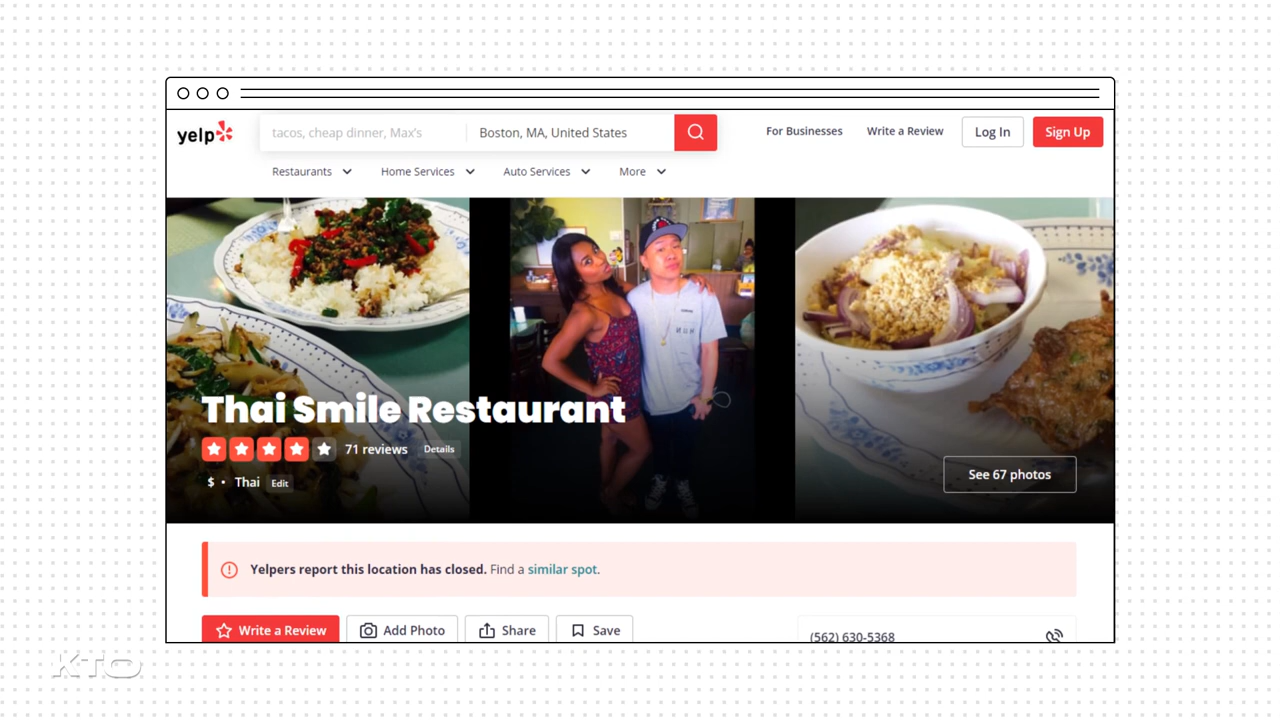 yelp
tacos, cheap dinner, Max's
Boston, MA, United States
For Businesses
Write a Review
Log In
Sign Up
Restaurants
Home Services
Auto Services
More
Thai Smile Restaurant
71 reviews
Details
$ • Thai
Edit
See 67 photos
Yelpers report this location has closed. Find a similar spot.
Write a Review
Add Photo
Share
Save
(562) 630-5368
KTO